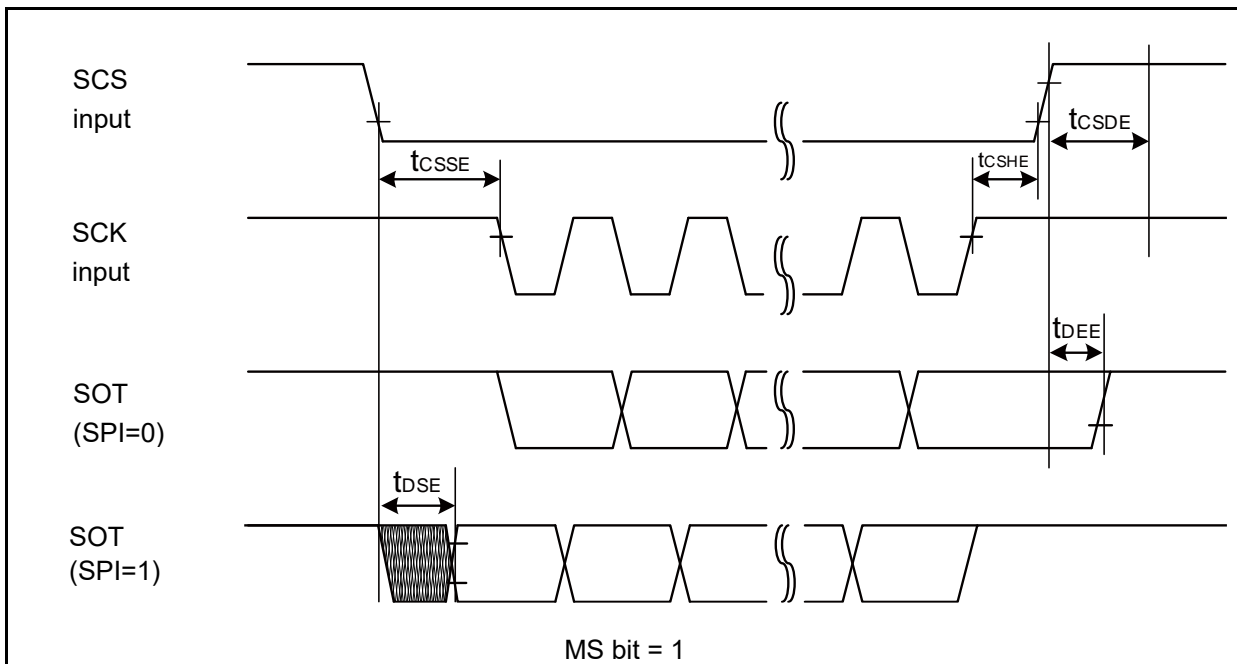 SCS
input
tCSDE
tCSSE
tCSHE
SCK
input
tDEE
SOT
(SPI=0)
tDSE
SOT
(SPI=1)
MS bit = 1